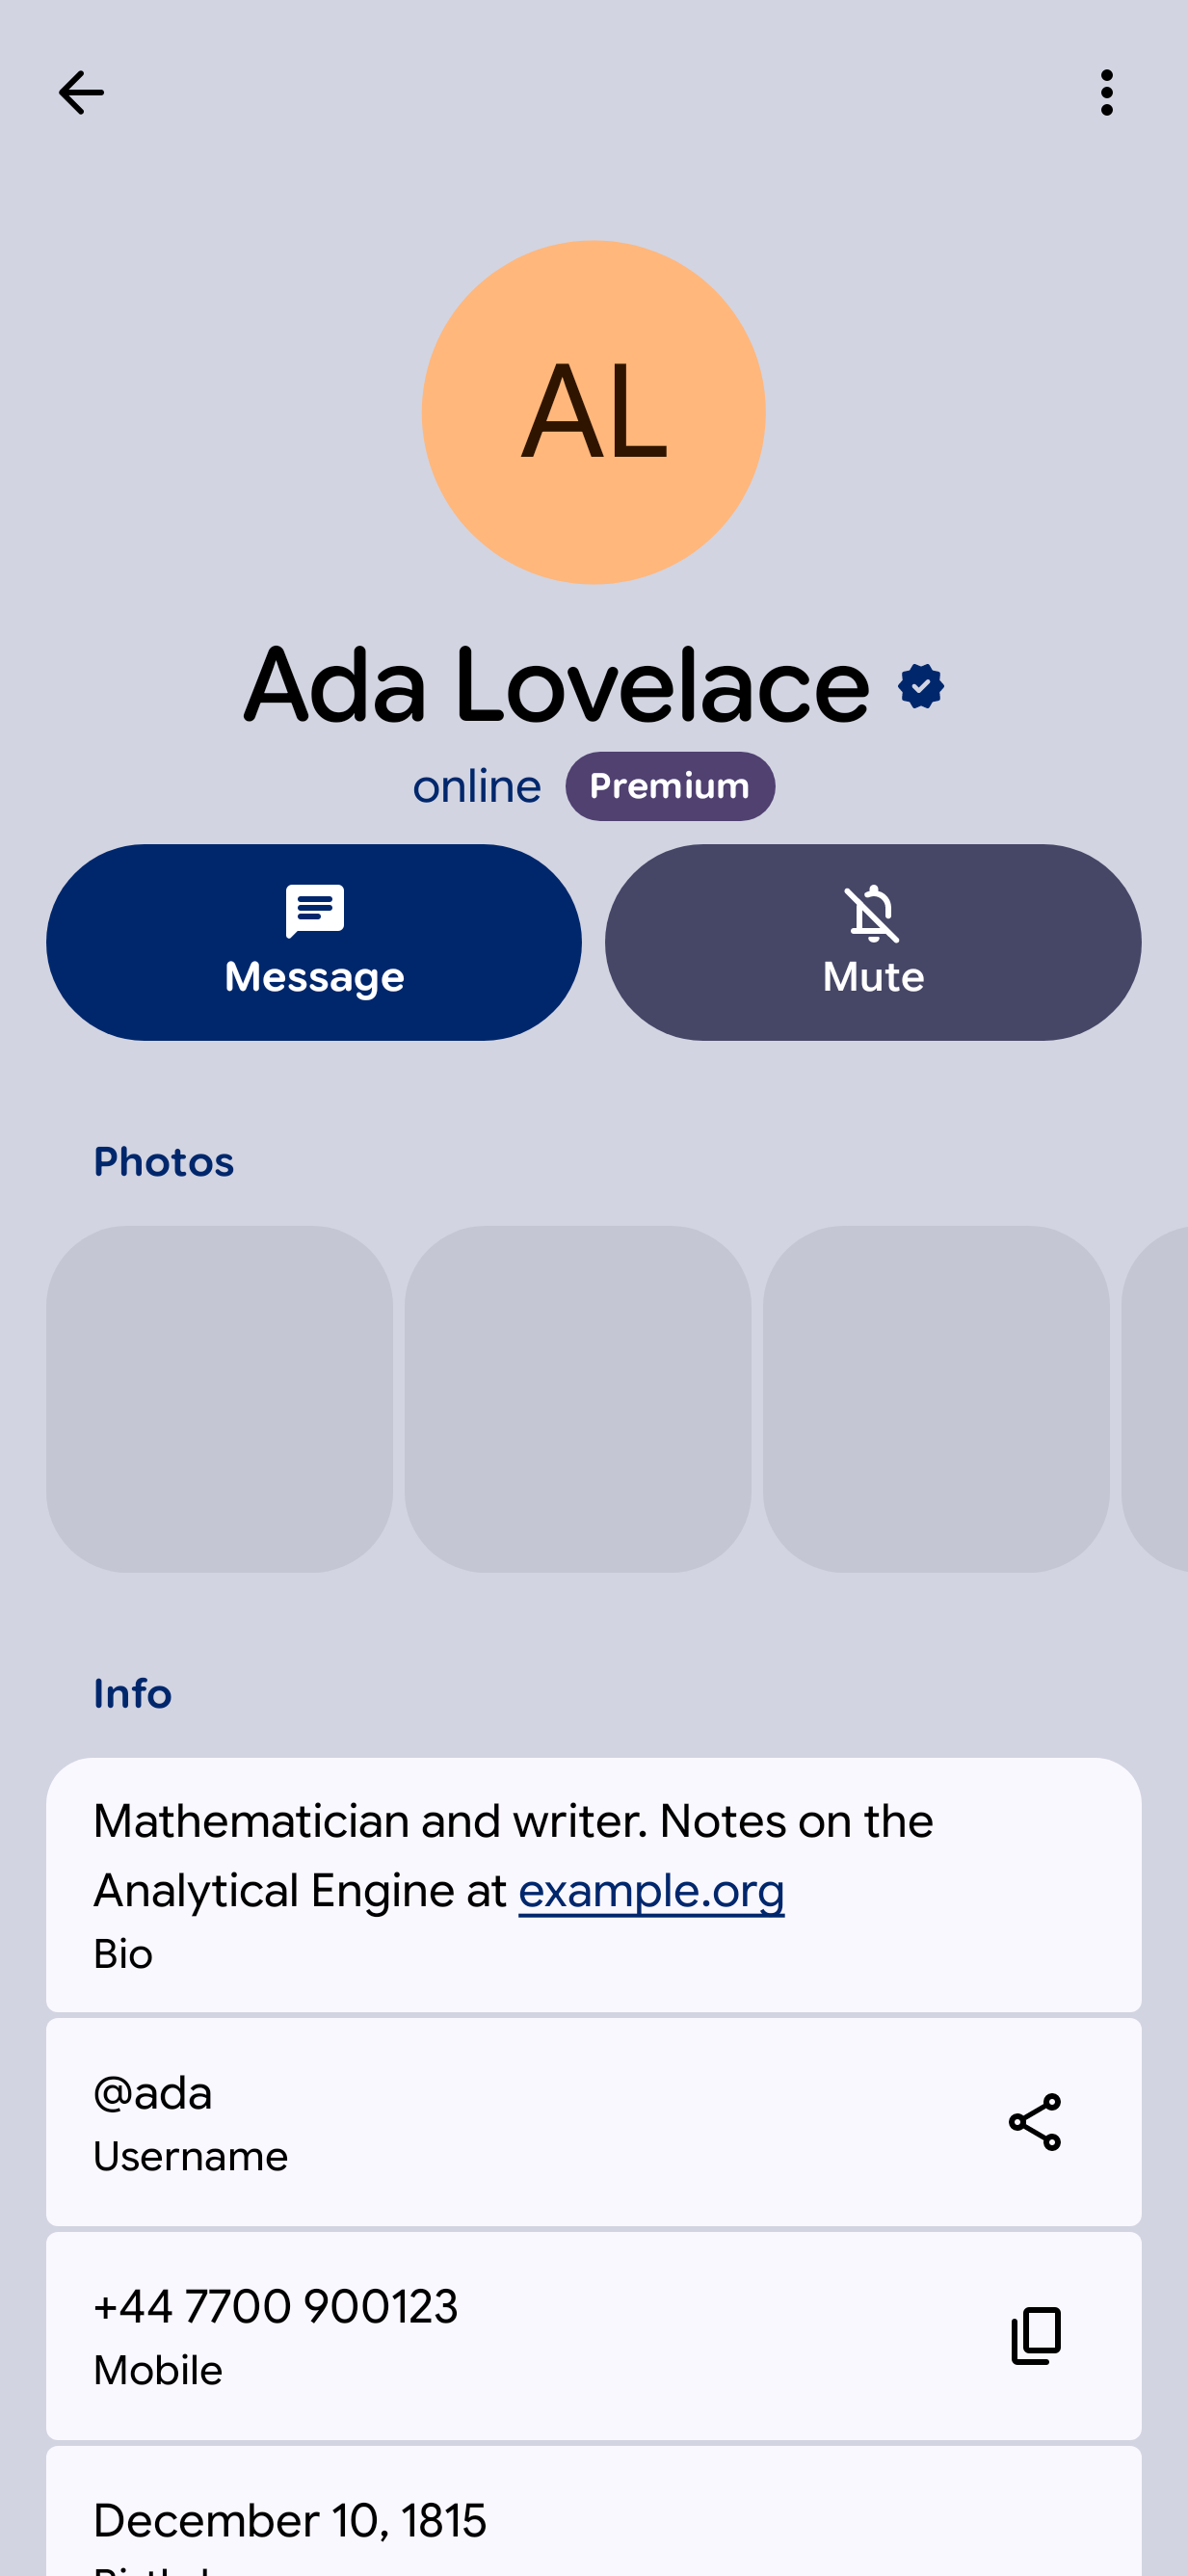 AL
Ada Lovelace
online Premium
Message Mute
Photos
Info
Mathematician and writer. Notes on the
Analytical Engine at example.org
Bio
@ada
Username
+44 7700 900123
Mobile
December 10, 1815